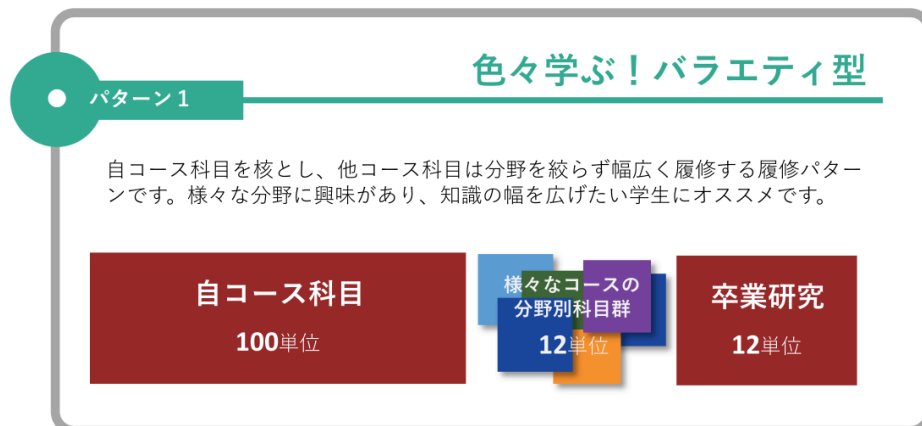 色々学ぶ！バラエティ型
パターン１
自コース科目を核とし、他コース科目は分野を絞らず幅広く履修する履修パター
ンです。様々な分野に興味があり、知識の幅を広げたい学生にオススメです。
自コース科目
100単位
様々なコースの
分野別科目群
12単位
卒業研究
12単位